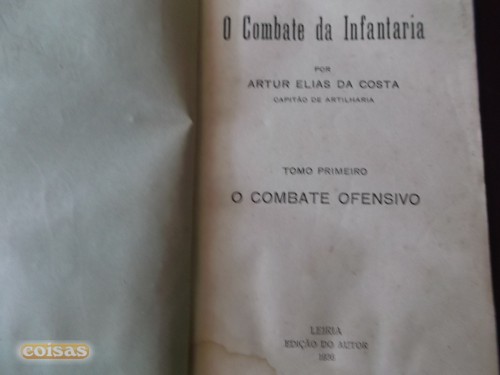 O Combate da Infantaria
POR
ARTUR ELIAS DA COSTA
CAPITÃO DE ARTILHARIA
TOMO PRIMEIRO
O COMBATE OFENSIVO
LEIRIA
EDIÇÃO DO AUTOR
coisas